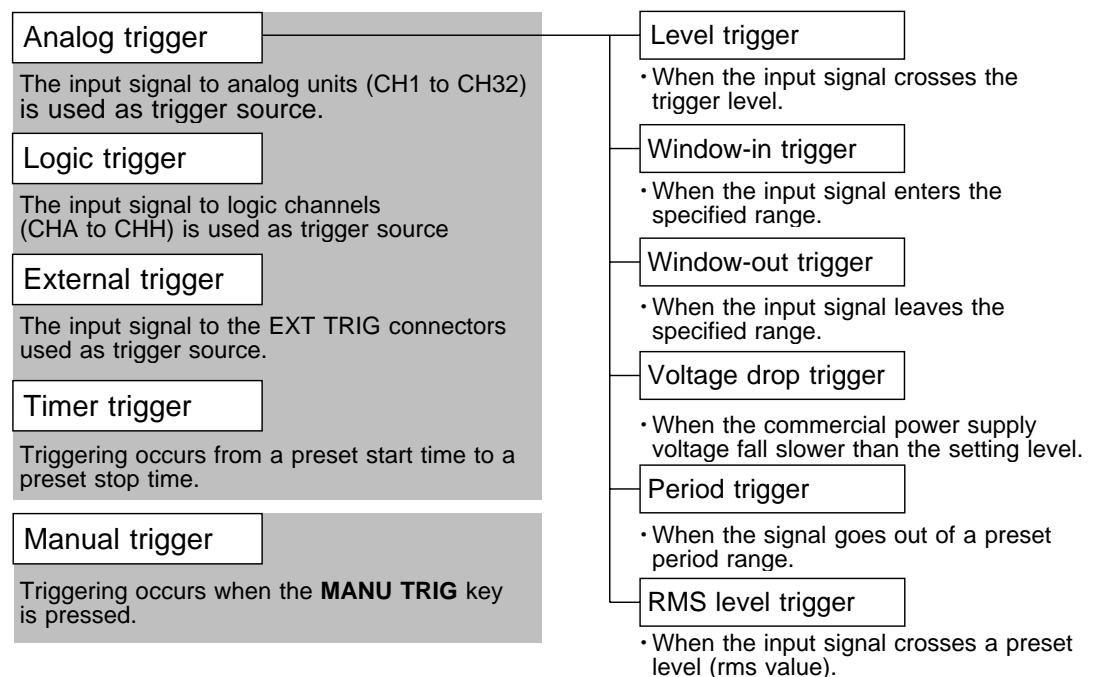 Analog trigger
The input signal to analog units (CH1 to CH32)
is used as trigger source.
Logic trigger
The input signal to logic channels
(CHA to CHH) is used as trigger source
External trigger
The input signal to the EXT TRIG connectors
used as trigger source.
Timer trigger
Triggering occurs from a preset start time to a
preset stop time.
Manual trigger
Triggering occurs when the MANU TRIG key
is pressed.
Level trigger
・When the input signal crosses the
trigger level.
Window-in trigger
・When the input signal enters the
specified range.
Window-out trigger
・When the input signal leaves the
specified range.
Voltage drop trigger
・When the commercial power supply
voltage fall slower than the setting level.
Period trigger
・When the signal goes out of a preset
period range.
RMS level trigger
・When the input signal crosses a preset
level (rms value).